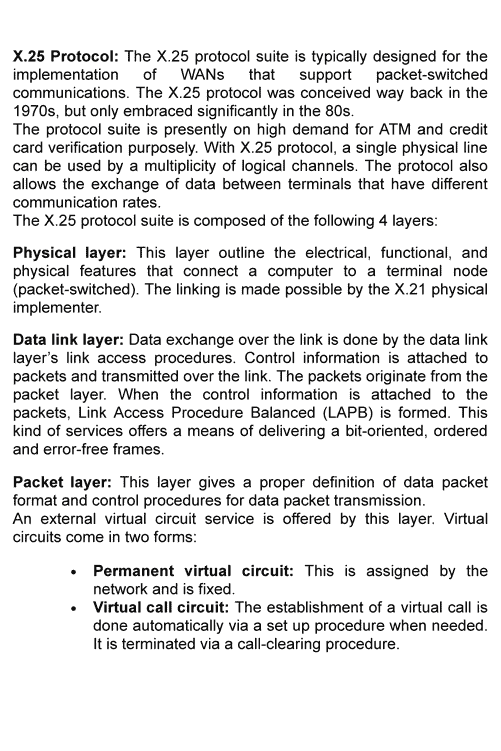 X.25 Protocol: The X.25 protocol suite is typically designed for the
implementation of WANs that support packet-switched
communications. The X.25 protocol was conceived way back in the
1970s, but only embraced significantly in the 80s.
The protocol suite is presently on high demand for ATM and credit
card verification purposely. With X.25 protocol, a single physical line
can be used by a multiplicity of logical channels. The protocol also
allows the exchange of data between terminals that have different
communication rates.
The X.25 protocol suite is composed of the following 4 layers:
Physical layer: This layer outline the electrical, functional, and
physical features that connect a computer to a terminal node
(packet-switched). The linking is made possible by the X.21 physical
implementer.
Data link layer: Data exchange over the link is done by the data link
layer's link access procedures. Control information is attached to
packets and transmitted over the link. The packets originate from the
packet layer. When the control information is attached to the
packets, Link Access Procedure Balanced (LAPB) is formed. This
kind of services offers a means of delivering a bit-oriented, ordered
and error-free frames.
Packet layer: This layer gives a proper definition of data packet
format and control procedures for data packet transmission.
An external virtual circuit service is offered by this layer. Virtual
circuits come in two forms:
• Permanent virtual circuit: This is assigned by the
network and is fixed.
• Virtual call circuit: The establishment of a virtual call is
done automatically via a set up procedure when needed.
It is terminated via a call-clearing procedure.